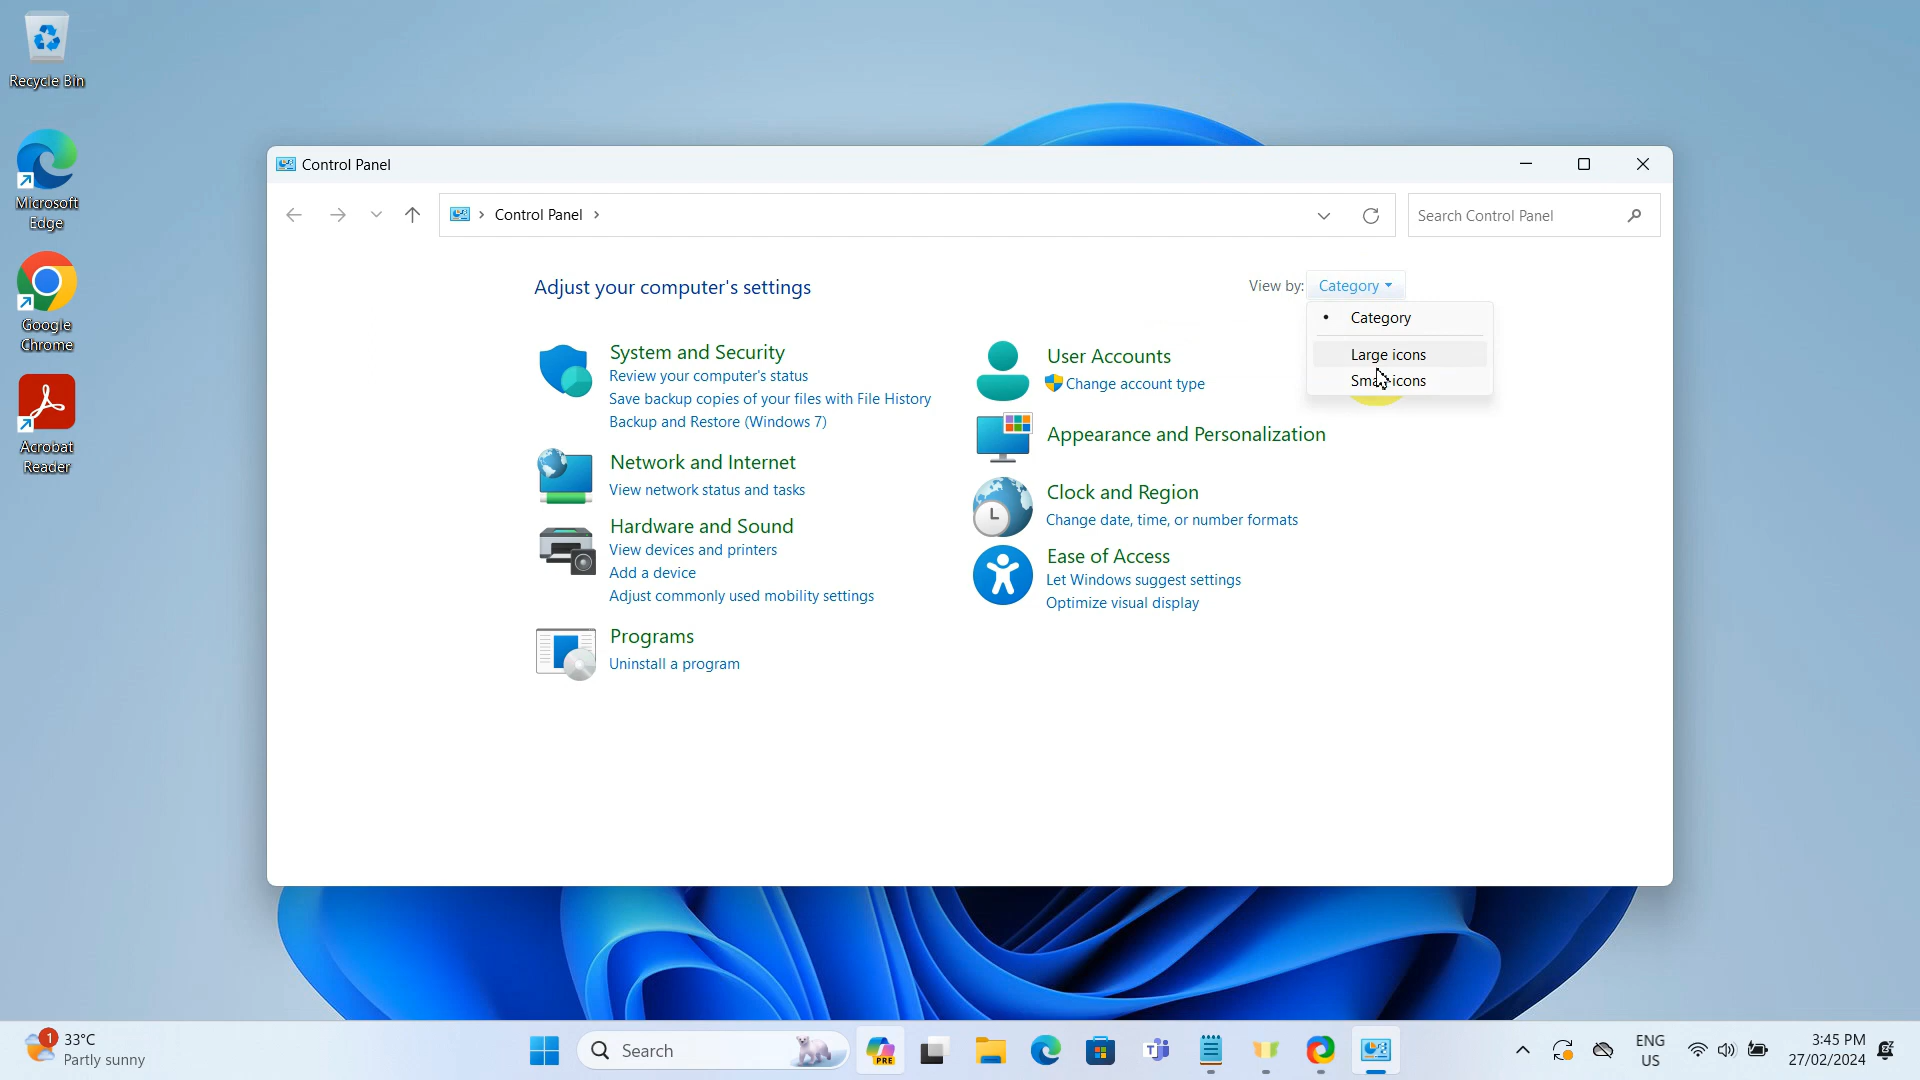 Recycle Bin
Microsoft
Edge
Google
Chrome
Acrobat
Reader
Control Panel
Control Panel
Search Control Panel
Adjust your computer's settings
View by: Category
Category
Large icons
Small icons
System and Security
Review your computer's status
Save backup copies of your files with File History
Backup and Restore (Windows 7)
Network and Internet
View network status and tasks
Hardware and Sound
View devices and printers
Add a device
Adjust commonly used mobility settings
Programs
Uninstall a program
User Accounts
Change account type
Appearance and Personalization
Clock and Region
Change date, time, or number formats
Ease of Access
Let Windows suggest settings
Optimize visual display
1
33°C
Partly sunny
Search
PRE
ENG
US
3:45 PM
27/02/2024